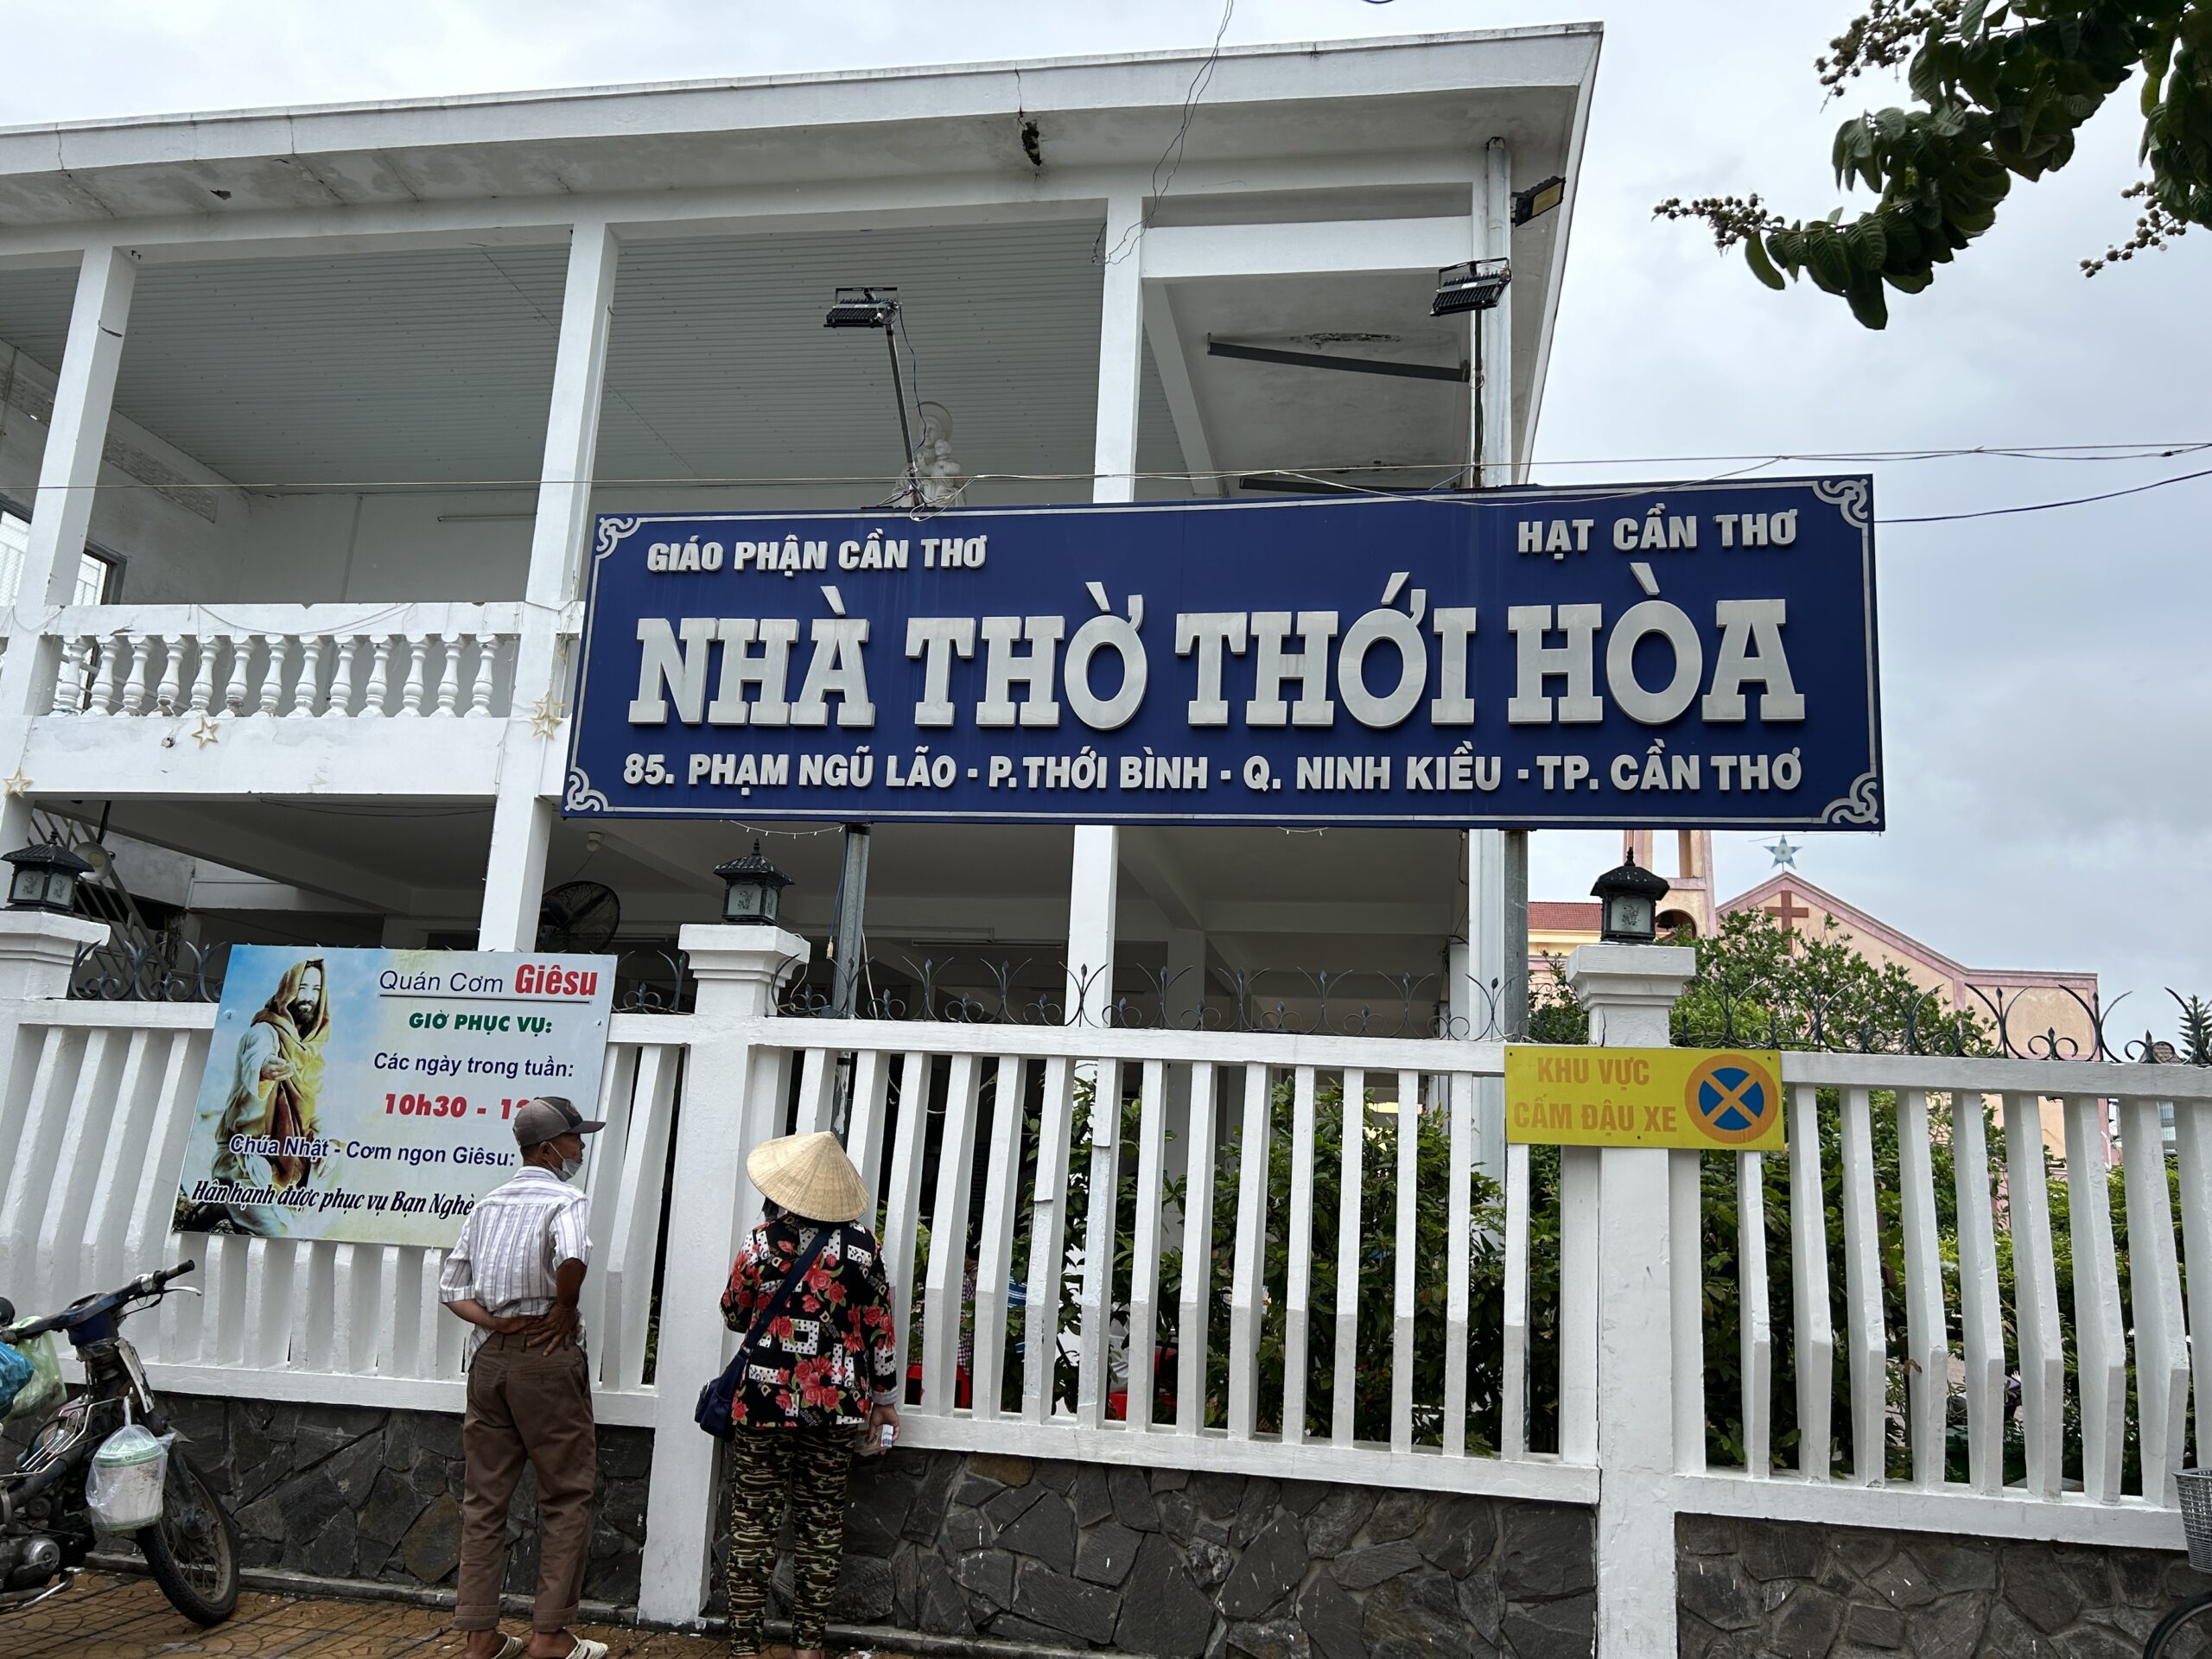 GIÁO PHẬN CẦN THƠ
HẠT CẦN THƠ
NHÀ THỜ THỚI HÒA
85. PHẠM NGŨ LÃO - P. THỚI BÌNH - Q. NINH KIỀU - TP. CẦN THƠ
Quán Cơm Giêsu
GIỜ PHỤC VỤ:
Các ngày trong tuần:
10h30 -
Chúa Nhật - Cơm ngon Giêsu:
Hân hạnh được phục vụ Bạn Nghè
KHU VỰC
CẤM ĐẬU XE